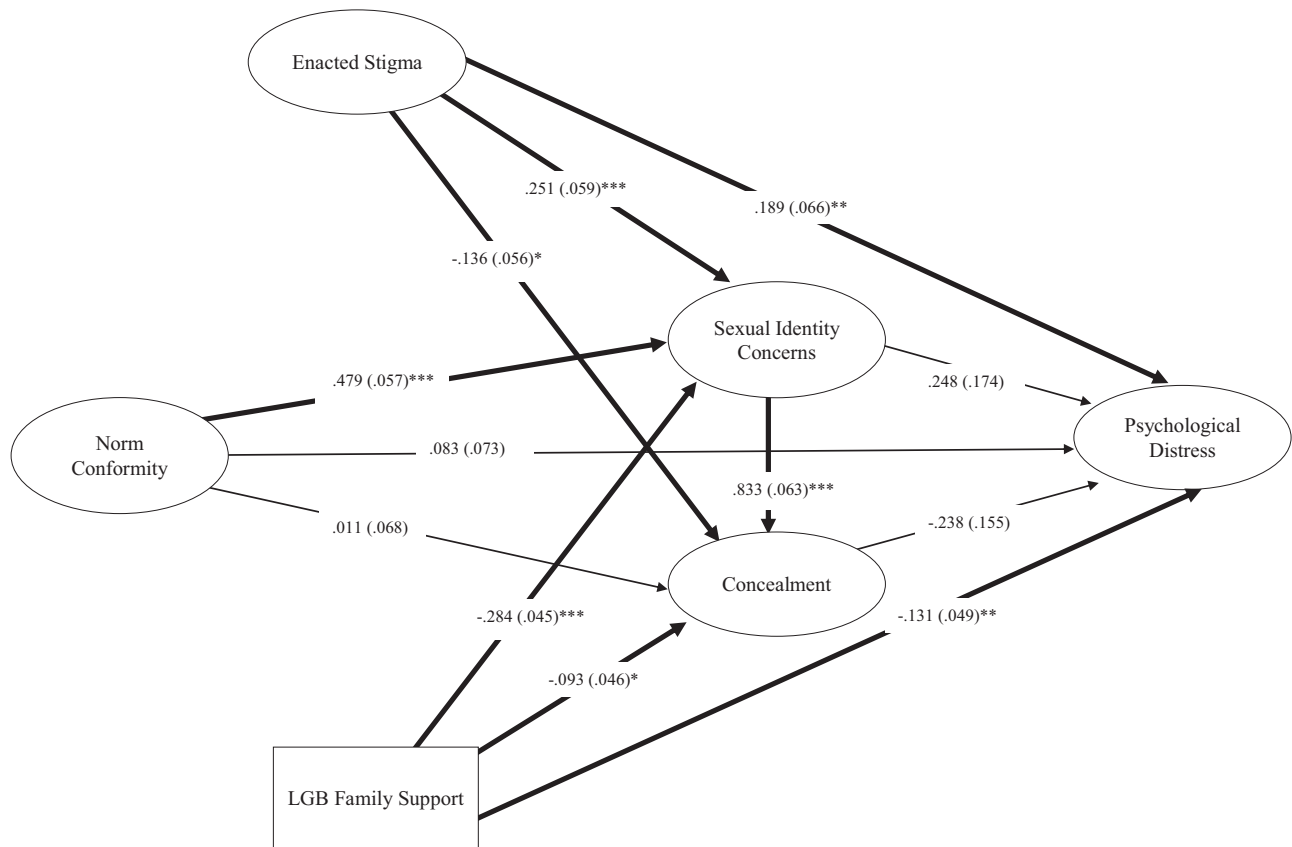 Enacted Stigma
.251 (.059)***
.189 (.066)**
-.136 (.056)*
Sexual Identity
Concerns
.479 (.057)***
.248 (.174)
Norm
Conformity
.083 (.073)
Psychological
Distress
.833 (.063)***
.011 (.068)
-.238 (.155)
Concealment
-.284 (.045)***
-.131 (.049)**
-.093 (.046)*
LGB Family Support